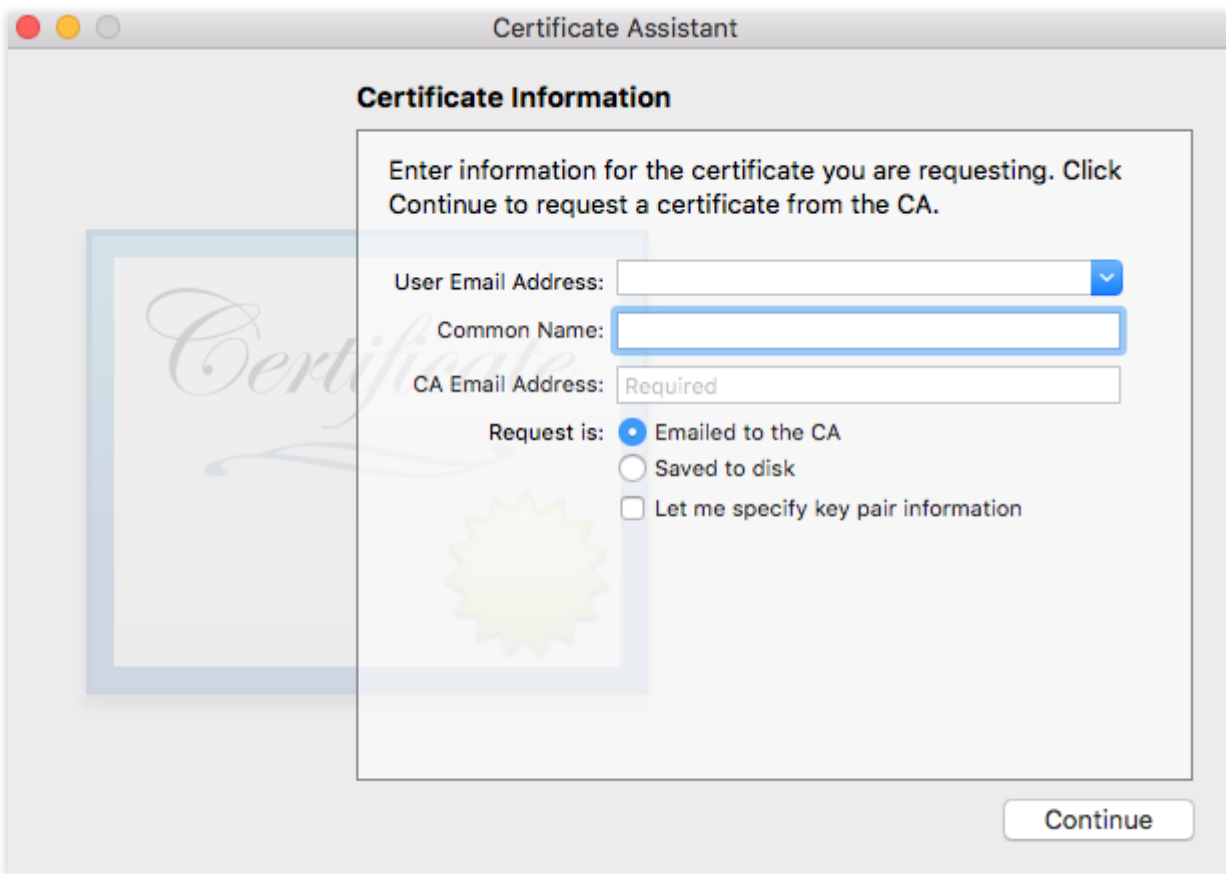 Certificate Assistant
Certificate Information
Enter information for the certificate you are requesting. Click
Continue to request a certificate from the CA.
Certificate
User Email Address:
Common Name:
CA Email Address: Required
Request is: Emailed to the CA
Saved to disk
Let me specify key pair information
Continue